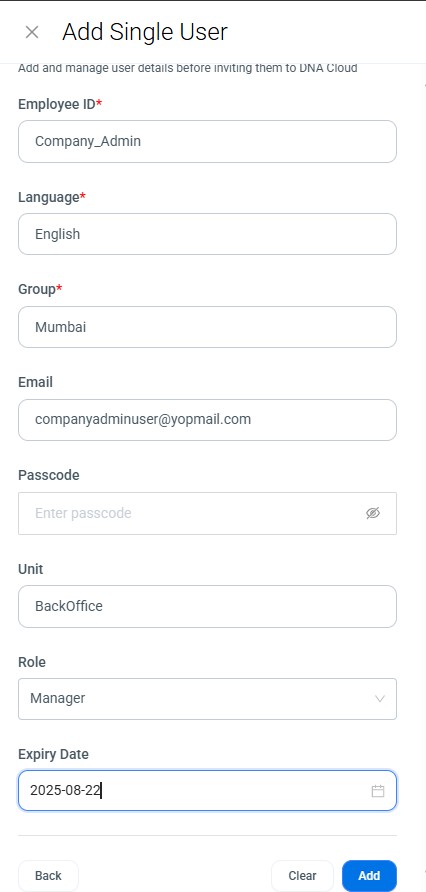 Add Single User
Add and manage user details before inviting them to DNA Cloud
Employee ID*
Company_Admin
Language*
English
Group*
Mumbai
Email
companyadminuser@yopmail.com
Passcode
Enter passcode
Unit
BackOffice
Role
Manager
Expiry Date
2025-08-22
Back Clear Add